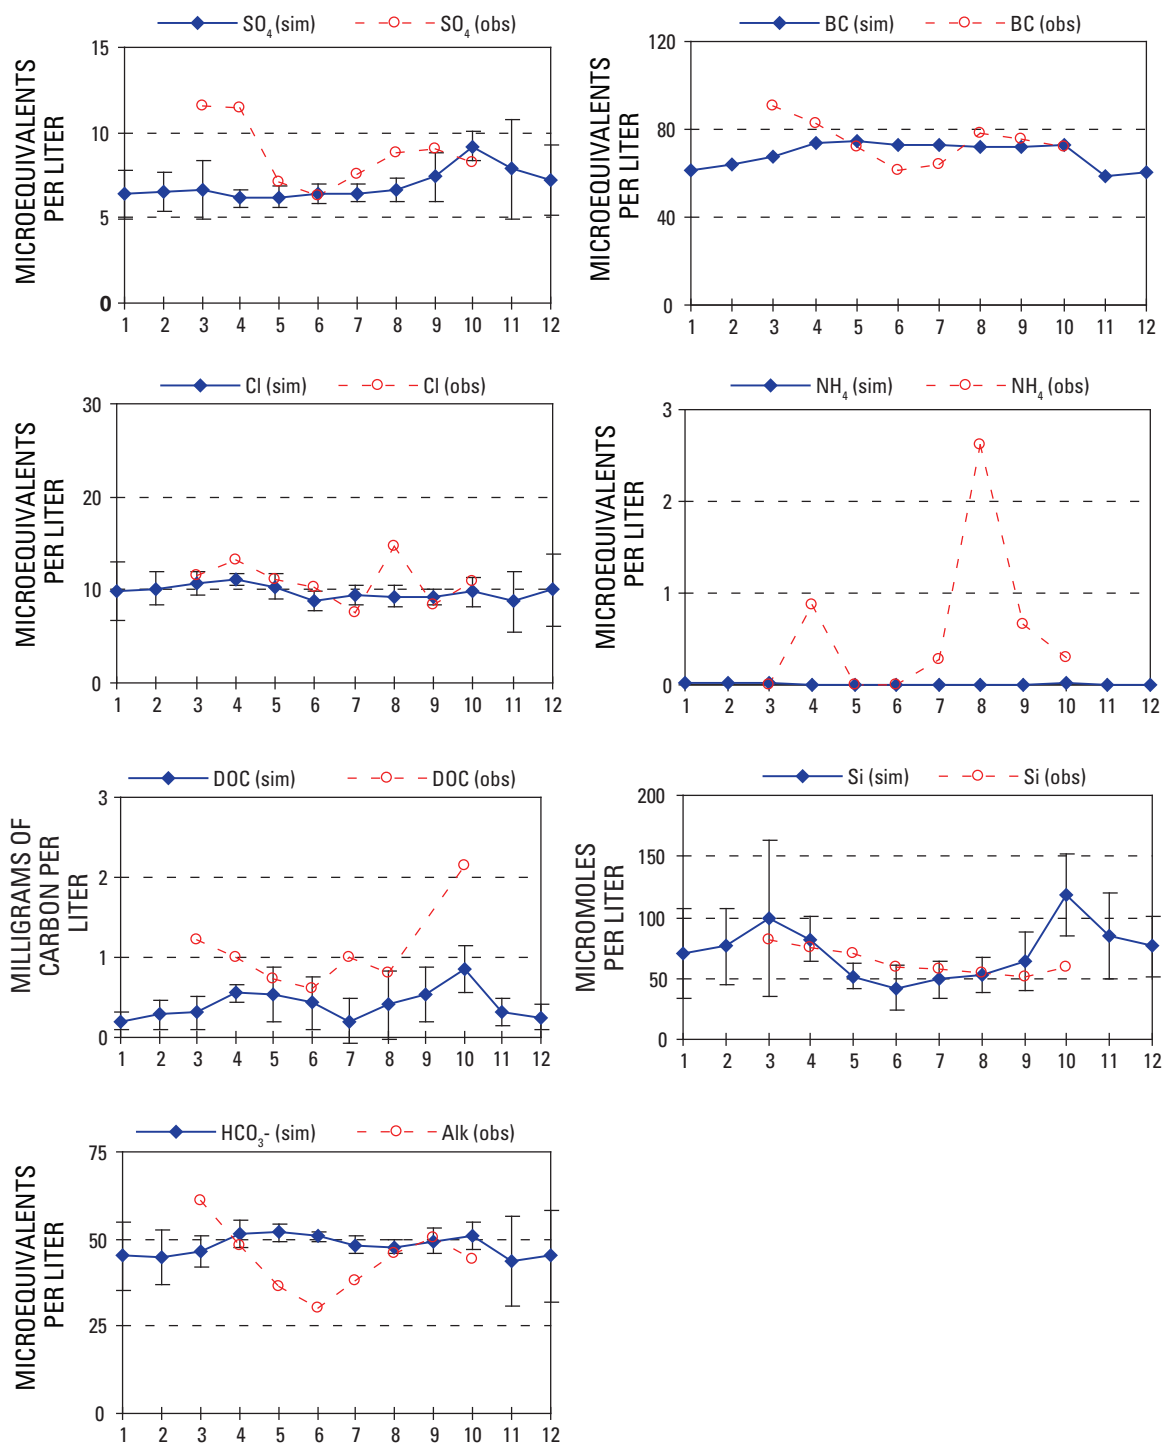 SO4 (sim) SO4 (obs)
MICROEQUIVALENTS
PER LITER
15
10
5
0
1 2 3 4 5 6 7 8 9 10 11 12
BC (sim) BC (obs)
MICROEQUIVALENTS
PER LITER
120
80
40
0
1 2 3 4 5 6 7 8 9 10 11 12
Cl (sim) Cl (obs)
MICROEQUIVALENTS
PER LITER
30
20
10
0
1 2 3 4 5 6 7 8 9 10 11 12
NH4 (sim) NH4 (obs)
MICROEQUIVALENTS
PER LITER
3
2
1
0
1 2 3 4 5 6 7 8 9 10 11 12
DOC (sim) DOC (obs)
MILLIGRAMS OF
CARBON PER
LITER
3
2
1
0
1 2 3 4 5 6 7 8 9 10 11 12
Si (sim) Si (obs)
MICROMOLES
PER LITER
200
150
100
50
0
1 2 3 4 5 6 7 8 9 10 11 12
HCO3- (sim) Alk (obs)
MICROEQUIVALENTS
PER LITER
75
50
25
0
1 2 3 4 5 6 7 8 9 10 11 12